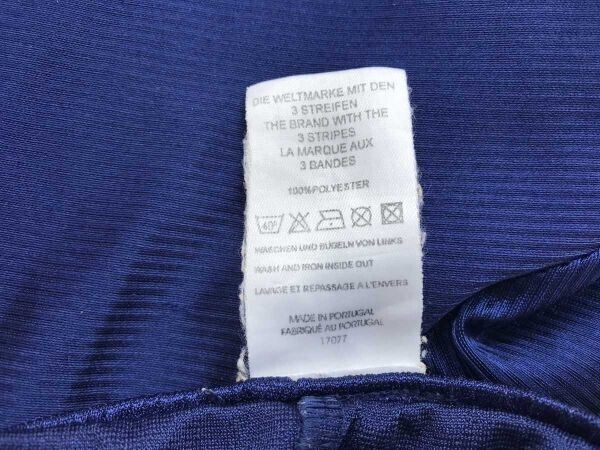 DIE WELTMARKE MIT DEN
3 STREIFEN
THE BRAND WITH THE
3 STRIPES
LA MARQUE AUX
3 BANDES
100%POLYESTER
60°
WASCHEN UND BÜGELN VON LINKS
WASH AND IRON INSIDE OUT
LAVAGE ET REPASSAGE A L'ENVERS
MADE IN PORTUGAL
FABRIQUÉ AU PORTUGAL
17077